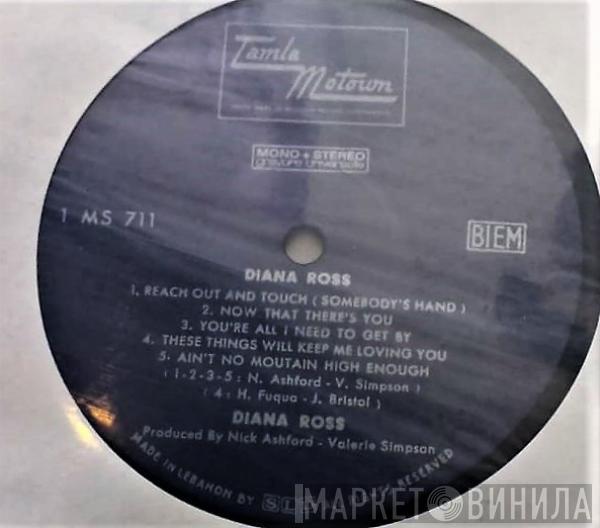 Tamla
Motown
MONO + STEREO
gravure universelle
1 MS 711
BIEM
DIANA ROSS
1. REACH OUT AND TOUCH ( SOMEBODY'S HAND )
2. NOW THAT THERE'S YOU
3. YOU'RE ALL I NEED TO GET BY
4. THESE THINGS WILL KEEP ME LOVING YOU
5- AIN'T NO MOUTAIN HIGH ENOUGH
( 1-2-3-5 : N. Ashford - V. Simpson )
( 4 : H. Fuqua - J. Bristol )
DIANA ROSS
Produced By Nick Ashford - Valerie Simpson
MADE IN LEBANON BY RESERVED
МАРКЕТ ВИНИЛА